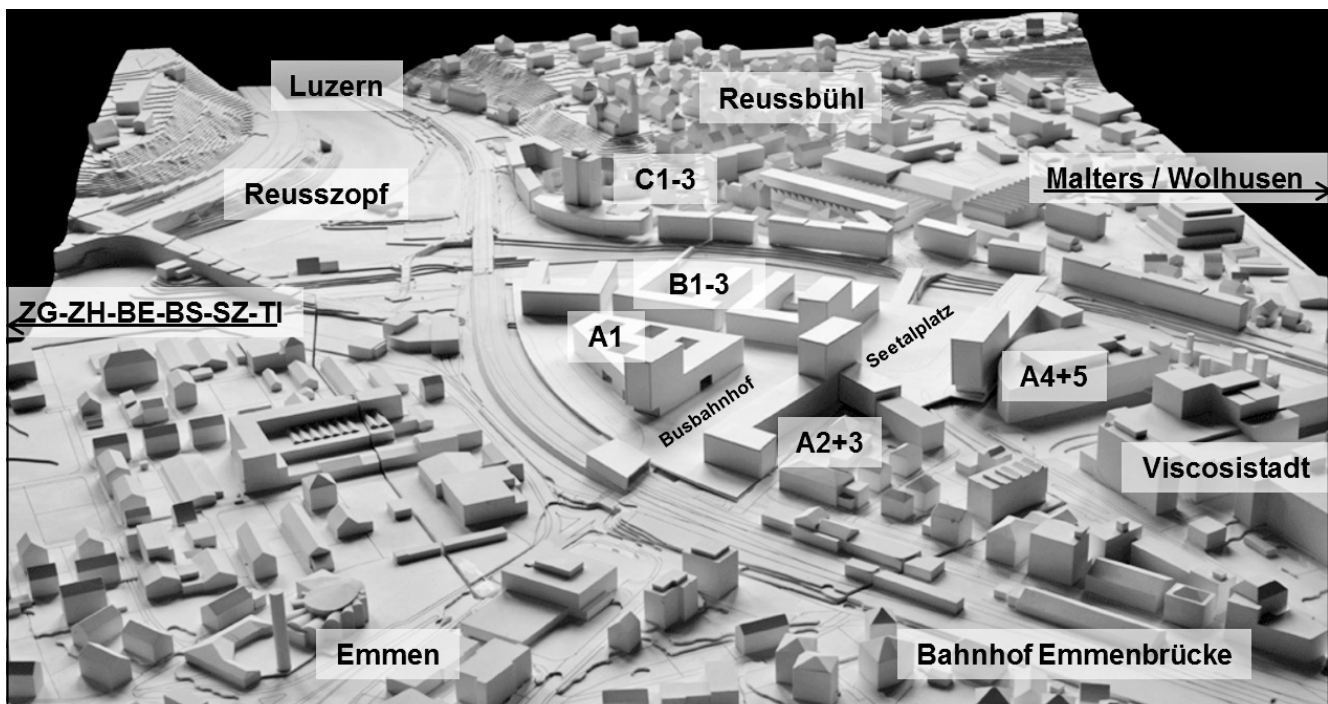 Luzern
Reussbühl
C1-3
Malters / Wolhusen
Reusszopf
B1-3
ZG-ZH-BE-BS-SZ-TI
A1
Seetalplatz
A4+5
Busbahnhof
A2+3
Viscosistadt
Emmen
Bahnhof Emmenbrücke